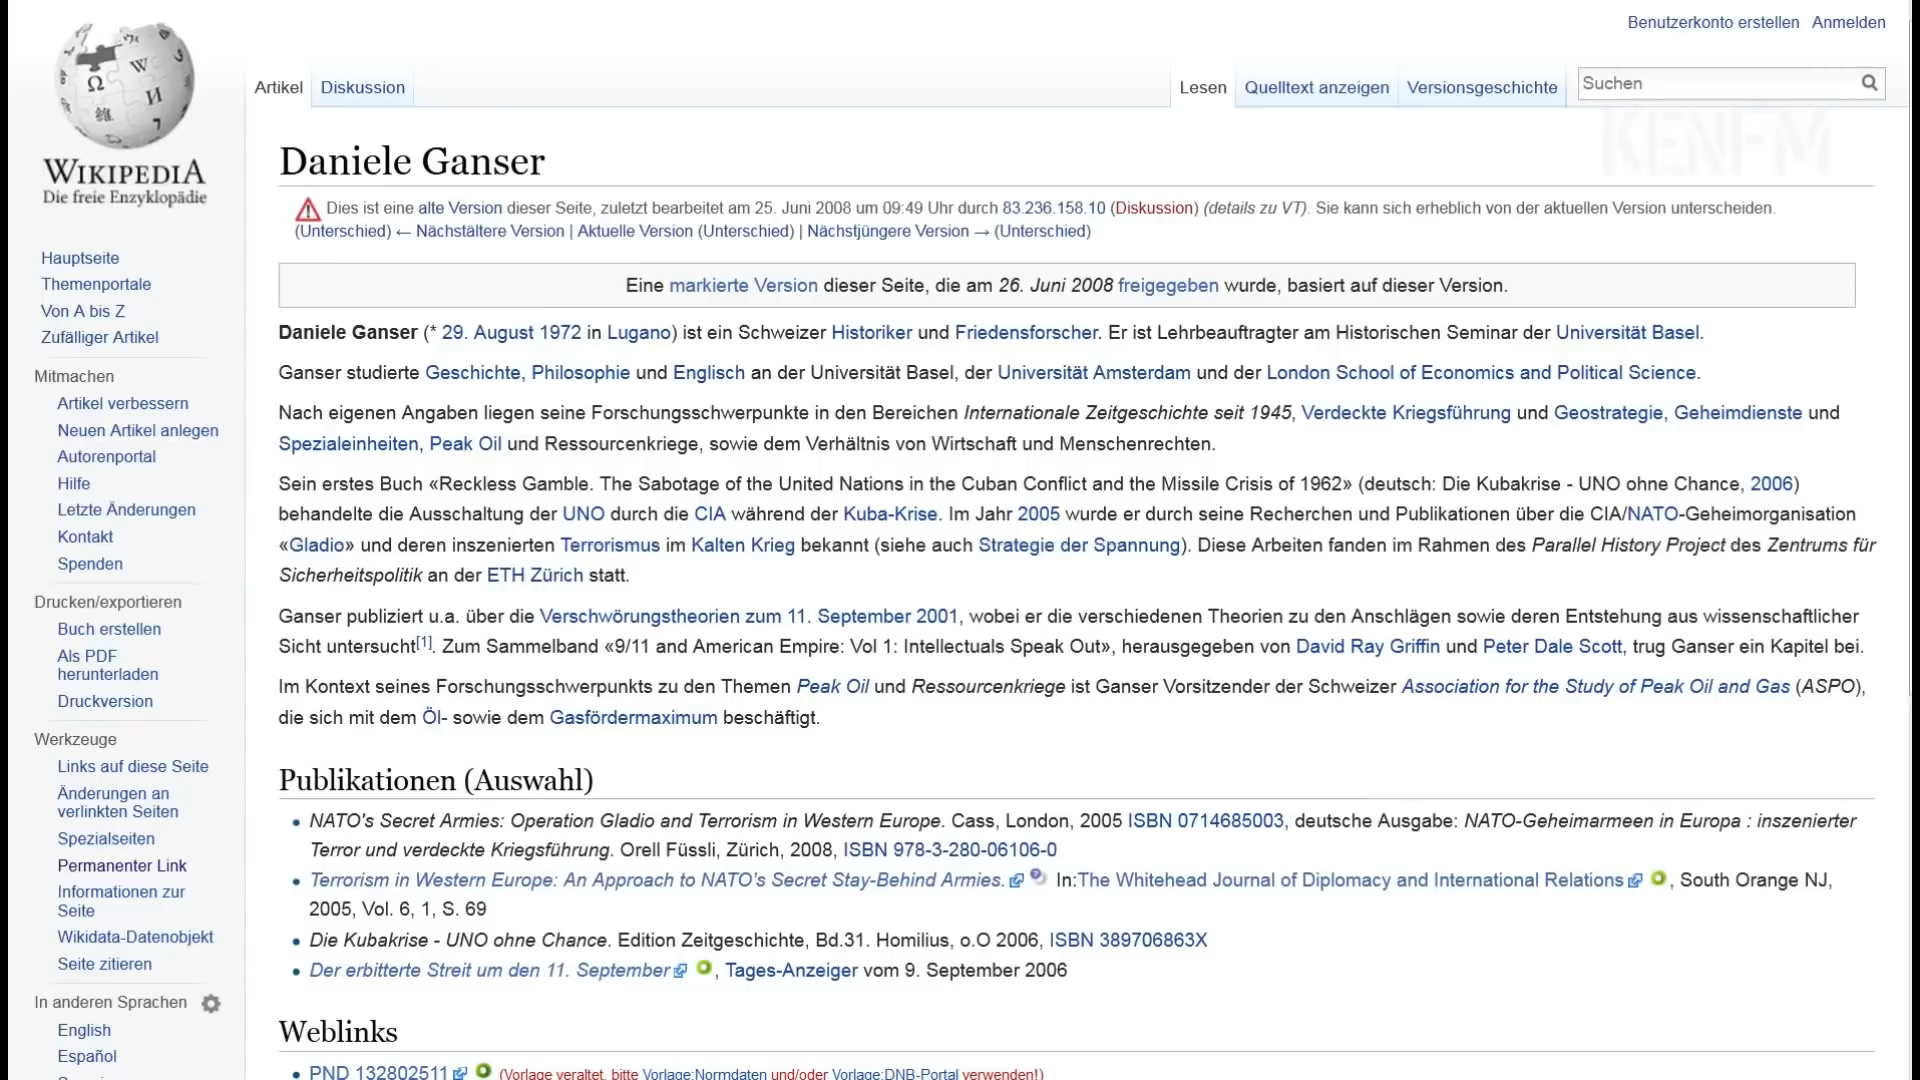 Benutzerkonto erstellen Anmelden
Artikel Diskussion Lesen Quelltext anzeigen Versionsgeschichte Suchen
KENFM
WIKIPEDIA
Die freie Enzyklopädie
Daniele Ganser
Dies ist eine alte Version dieser Seite, zuletzt bearbeitet am 25. Juni 2008 um 09:49 Uhr durch 83.236.158.10 (Diskussion) (details zu VT). Sie kann sich erheblich von der aktuellen Version unterscheiden.
(Unterschied) ← Nächstältere Version | Aktuelle Version (Unterschied) | Nächstjüngere Version → (Unterschied)
Eine markierte Version dieser Seite, die am 26. Juni 2008 freigegeben wurde, basiert auf dieser Version.
Daniele Ganser (* 29. August 1972 in Lugano) ist ein Schweizer Historiker und Friedensforscher. Er ist Lehrbeauftragter am Historischen Seminar der Universität Basel.
Ganser studierte Geschichte, Philosophie und Englisch an der Universität Basel, der Universität Amsterdam und der London School of Economics and Political Science.
Nach eigenen Angaben liegen seine Forschungsschwerpunkte in den Bereichen Internationale Zeitgeschichte seit 1945, Verdeckte Kriegsführung und Geostrategie, Geheimdienste und
Spezialeinheiten, Peak Oil und Ressourcenkriege, sowie dem Verhältnis von Wirtschaft und Menschenrechten.
Sein erstes Buch «Reckless Gamble. The Sabotage of the United Nations in the Cuban Conflict and the Missile Crisis of 1962» (deutsch: Die Kubakrise - UNO ohne Chance, 2006)
behandelte die Ausschaltung der UNO durch die CIA während der Kuba-Krise. Im Jahr 2005 wurde er durch seine Recherchen und Publikationen über die CIA/NATO-Geheimorganisation
«Gladio» und deren inszenierten Terrorismus im Kalten Krieg bekannt (siehe auch Strategie der Spannung). Diese Arbeiten fanden im Rahmen des Parallel History Project des Zentrums für
Sicherheitspolitik an der ETH Zürich statt.
Ganser publiziert u.a. über die Verschwörungstheorien zum 11. September 2001, wobei er die verschiedenen Theorien zu den Anschlägen sowie deren Entstehung aus wissenschaftlicher
Sicht untersucht[1]. Zum Sammelband «9/11 and American Empire: Vol 1: Intellectuals Speak Out», herausgegeben von David Ray Griffin und Peter Dale Scott, trug Ganser ein Kapitel bei.
Im Kontext seines Forschungsschwerpunkts zu den Themen Peak Oil und Ressourcenkriege ist Ganser Vorsitzender der Schweizer Association for the Study of Peak Oil and Gas (ASPO),
die sich mit dem Öl- sowie dem Gasfördermaximum beschäftigt.
Publikationen (Auswahl)
NATO's Secret Armies: Operation Gladio and Terrorism in Western Europe. Cass, London, 2005 ISBN 0714685003, deutsche Ausgabe: NATO-Geheimarmeen in Europa : inszenierter
Terror und verdeckte Kriegsführung. Orell Füssli, Zürich, 2008, ISBN 978-3-280-06106-0
Terrorism in Western Europe: An Approach to NATO's Secret Stay-Behind Armies. In:The Whitehead Journal of Diplomacy and International Relations , South Orange NJ,
2005, Vol. 6, 1, S. 69
Die Kubakrise - UNO ohne Chance. Edition Zeitgeschichte, Bd.31. Homilius, o.O 2006, ISBN 389706863X
Der erbitterte Streit um den 11. September , Tages-Anzeiger vom 9. September 2006
Weblinks
PND 132802511 (Vorlage veraltet, bitte Vorlage:Normdaten und/oder Vorlage:DNB-Portal verwenden!)
Hauptseite
Themenportale
Von A bis Z
Zufälliger Artikel
Mitmachen
Artikel verbessern
Neuen Artikel anlegen
Autorenportal
Hilfe
Letzte Änderungen
Kontakt
Spenden
Drucken/exportieren
Buch erstellen
Als PDF
herunterladen
Druckversion
Werkzeuge
Links auf diese Seite
Änderungen an
verlinkten Seiten
Spezialseiten
Permanenter Link
Informationen zur
Seite
Wikidata-Datenobjekt
Seite zitieren
In anderen Sprachen
English
Español